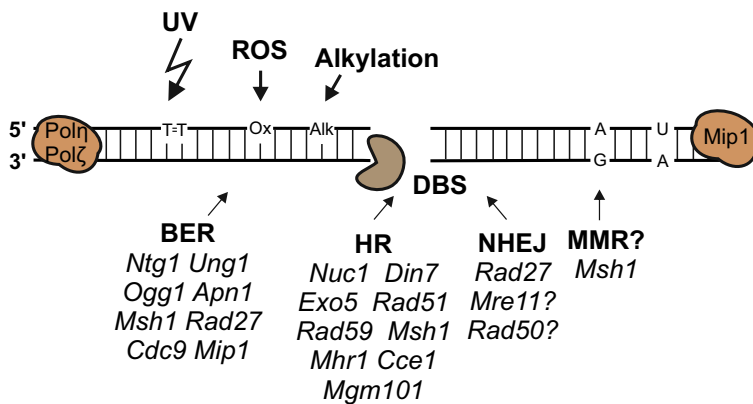 UV
ROS
Alkylation
5' Polη T=T Ox Alk A U Mip1
3' Polζ G A
DBS
BER
Ntg1 Ung1
Ogg1 Apn1
Msh1 Rad27
Cdc9 Mip1
HR
Nuc1 Din7
Exo5 Rad51
Rad59 Msh1
Mhr1 Cce1
Mgm101
NHEJ
Rad27
Mre11?
Rad50?
MMR?
Msh1